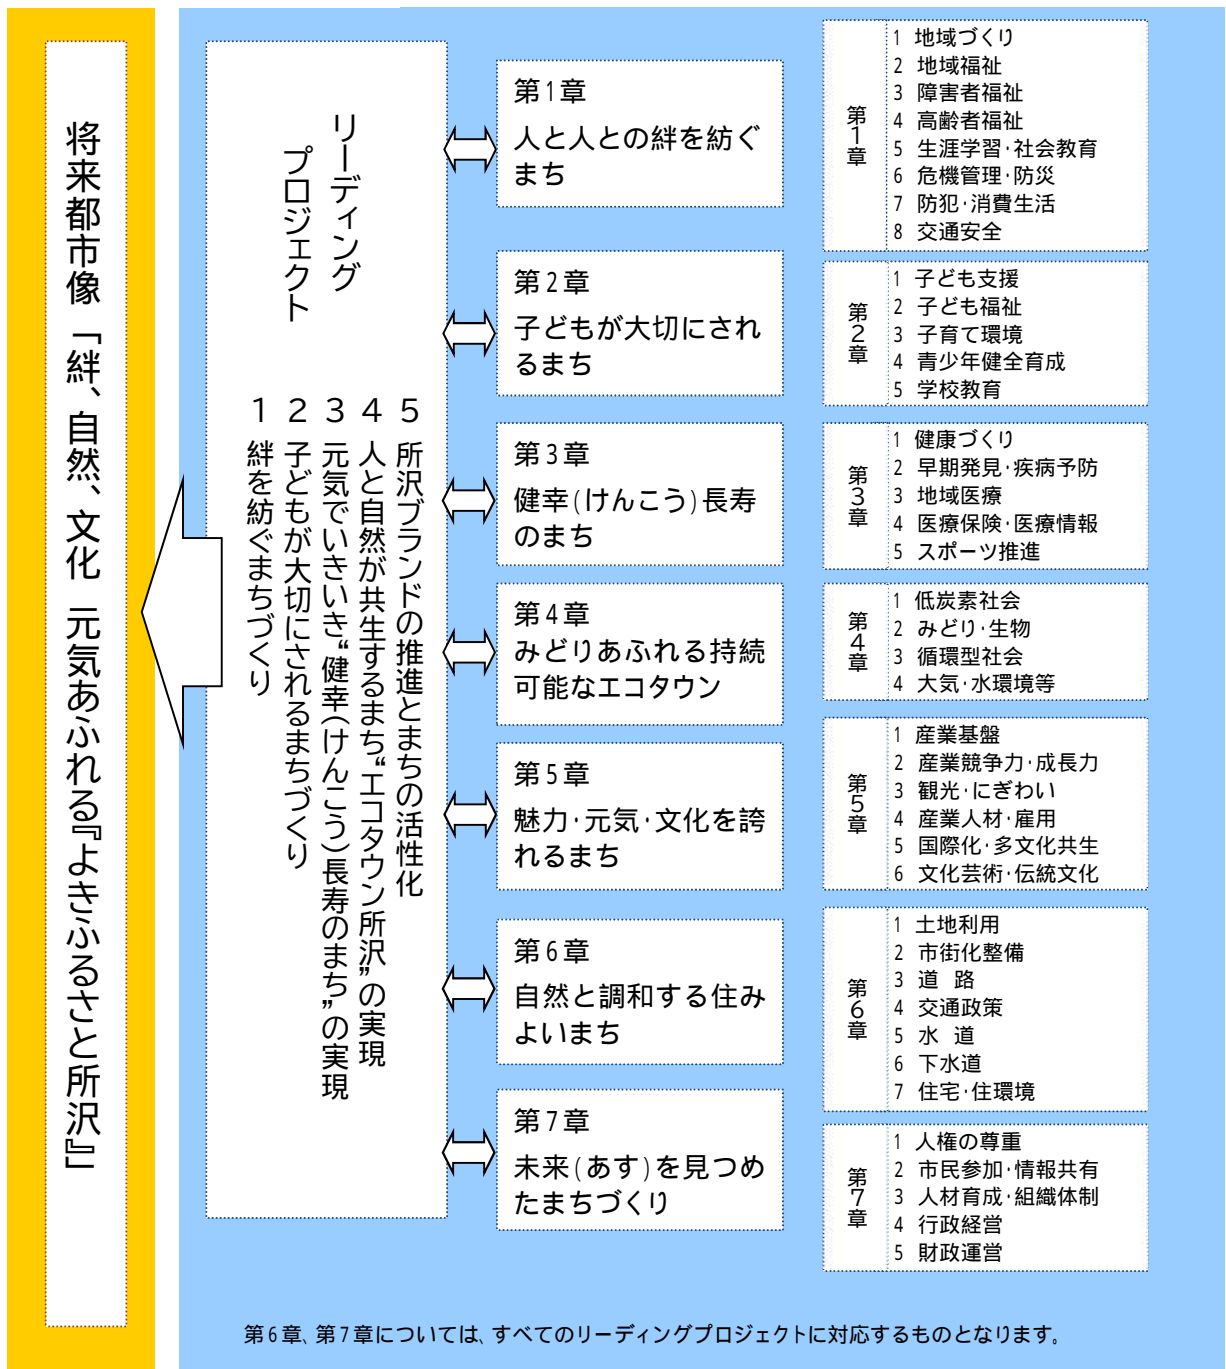 将来都市像「絆、自然、文化 元気あふれる『よきふるさと所沢』」
リーディング
プロジェクト
1 絆を紡ぐまちづくり
2 子どもが大切にされるまちづくり
3 元気でいきいき“健幸(けんこう)長寿のまち”の実現
4 人と自然が共生するまち“エコタウン所沢”の実現
5 所沢ブランドの推進とまちの活性化
第1章
人と人との絆を紡ぐ
まち
第2章
子どもが大切にされ
るまち
第3章
健幸(けんこう)長寿
のまち
第4章
みどりあふれる持続
可能なエコタウン
第5章
魅力・元気・文化を誇
れるまち
第6章
自然と調和する住み
よいまち
第7章
未来(あす)を見つめ
たまちづくり
第1章
1 地域づくり
2 地域福祉
3 障害者福祉
4 高齢者福祉
5 生涯学習・社会教育
6 危機管理・防災
7 防犯・消費生活
8 交通安全
第2章
1 子ども支援
2 子ども福祉
3 子育て環境
4 青少年健全育成
5 学校教育
第3章
1 健康づくり
2 早期発見・疾病予防
3 地域医療
4 医療保険・医療情報
5 スポーツ推進
第4章
1 低炭素社会
2 みどり・生物
3 循環型社会
4 大気・水環境等
第5章
1 産業基盤
2 産業競争力・成長力
3 観光・にぎわい
4 産業人材・雇用
5 国際化・多文化共生
6 文化芸術・伝統文化
第6章
1 土地利用
2 市街化整備
3 道 路
4 交通政策
5 水 道
6 下水道
7 住宅・住環境
第7章
1 人権の尊重
2 市民参加・情報共有
3 人材育成・組織体制
4 行政経営
5 財政運営
第6章、第7章については、すべてのリーディングプロジェクトに対応するものとなります。